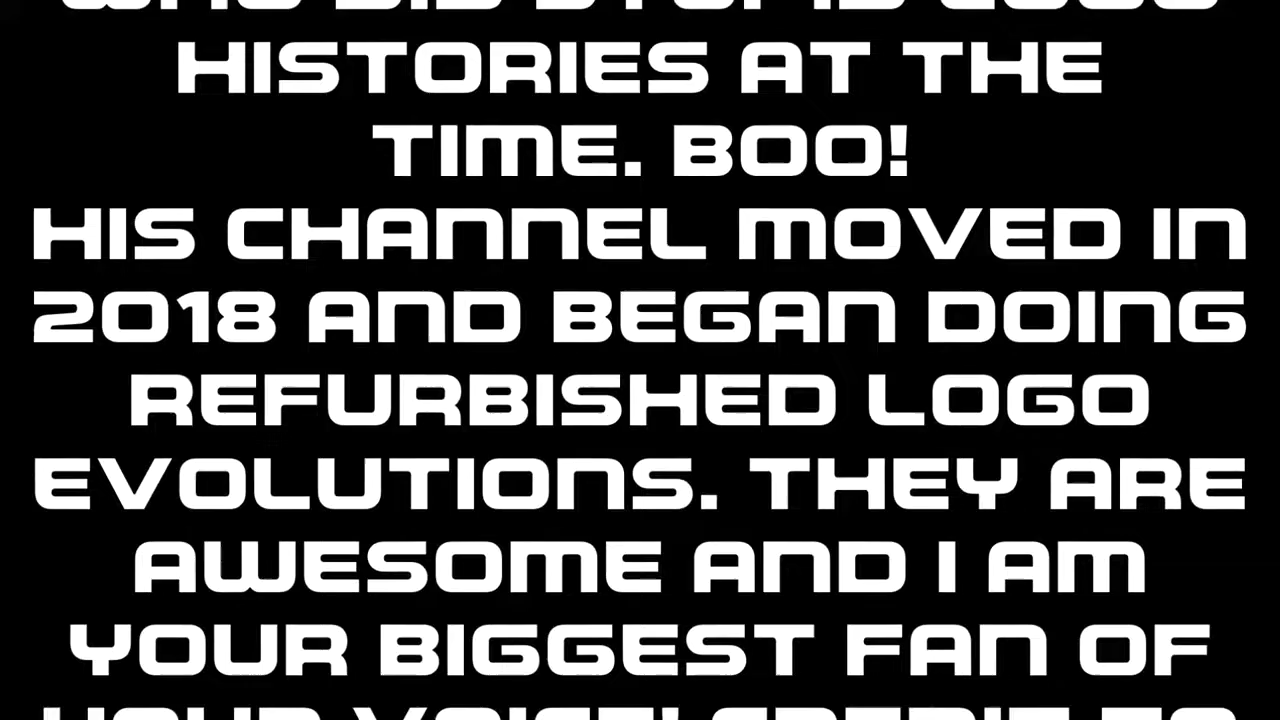 HISTORIES AT THE
TIME. BOO!
HIS CHANNEL MOVED IN
2018 AND BEGAN DOING
REFURBISHED LOGO
EVOLUTIONS. THEY ARE
AWESOME AND I AM
YOUR BIGGEST FAN OF